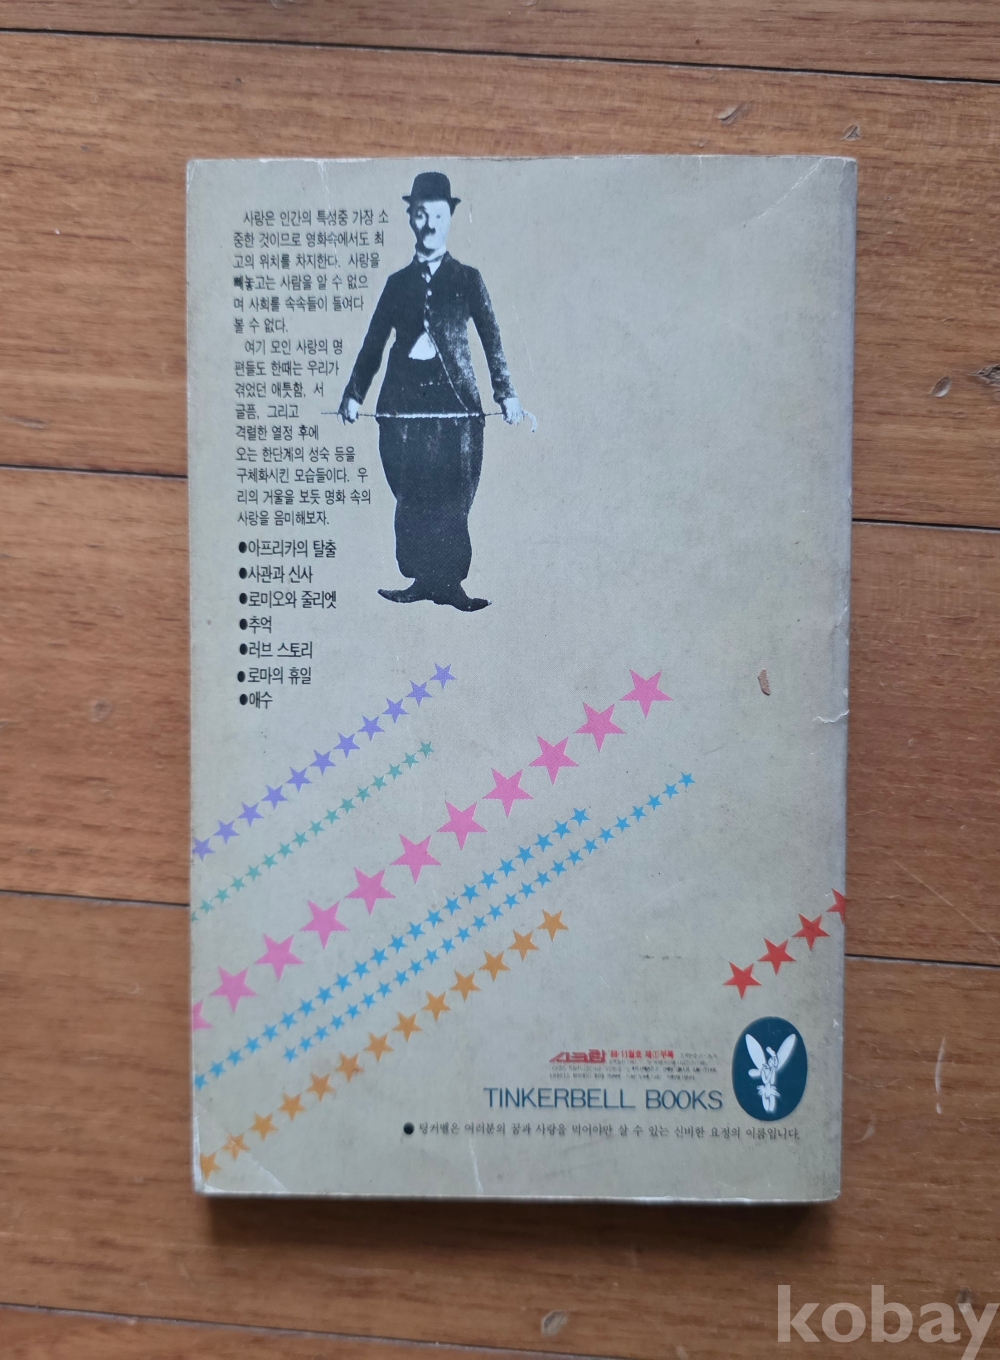 사랑은 인간의 특성중 가장 소
중한 것이므로 영화속에서도 최
고의 위치를 차지한다. 사랑을
빼놓고는 사람을 알 수 없으
며 사회를 속속들이 들여다
볼 수 없다.
여기 모인 사랑의 명
편들도 한때는 우리가
겪었던 애틋함, 서
글픔, 그리고
격렬한 열정 후에
오는 한단계의 성숙 등을
구체화시킨 모습들이다. 우
리의 거울을 보듯 명화 속의
사랑을 음미해보자.
●아프리카의 탈출
●사관과 신사
●로미오와 줄리엣
●추억
●러브 스토리
●로마의 휴일
●애수
11월호 제①부록
TINKERBELL BOOKS
● 팅커벨은 여러분의 꿈과 사랑을 먹어야만 살 수 있는 신비한 요정의 이름입니다.
kobay